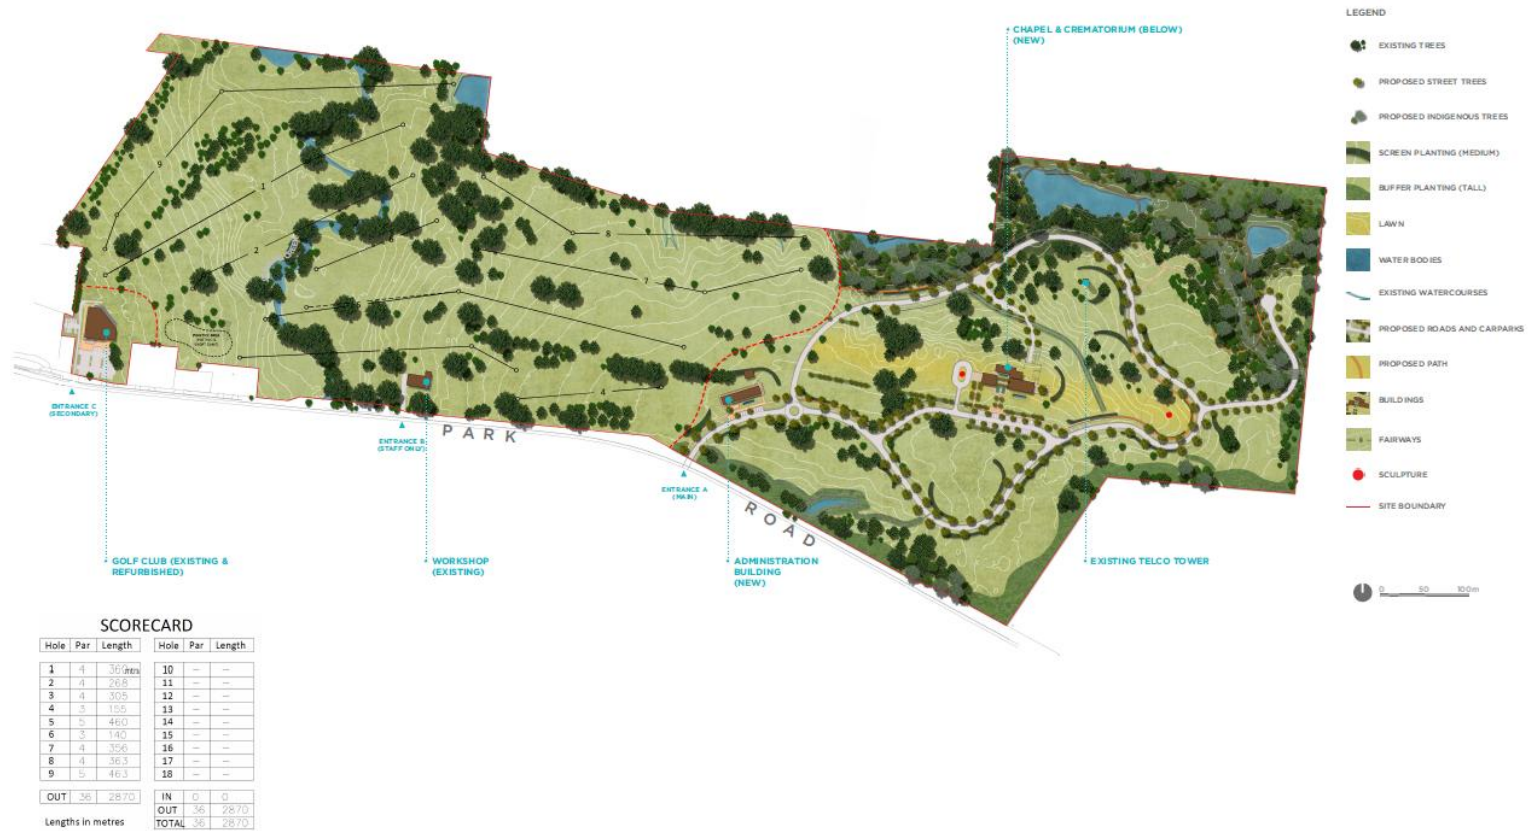 CHAPEL & CREMATORIUM (BELOW)
(NEW)
9
1
2
8
7
4
PARK
ROAD
ENTRANCE C
(SECONDARY)
ENTRANCE B
(STAFF ONLY)
ENTRANCE A
(MAIN)
GOLF CLUB (EXISTING &
REFURBISHED)
WORKSHOP
(EXISTING)
ADMINISTRATION
BUILDING
(NEW)
EXISTING TELCO TOWER
LEGEND
EXISTING TREES
PROPOSED STREET TREES
PROPOSED INDIGENOUS TREES
SCREEN PLANTING (MEDIUM)
BUFFER PLANTING (TALL)
LAWN
WATER BODIES
EXISTING WATERCOURSES
PROPOSED ROADS AND CARPARKS
PROPOSED PATH
BUILDINGS
FAIRWAYS
SCULPTURE
SITE BOUNDARY
0 50 100m
SCORECARD
Hole Par Length Hole Par Length
1 4 360 mtrs 10 – –
2 4 268 11 – –
3 4 305 12 – –
4 3 155 13 – –
5 5 460 14 – –
6 3 140 15 – –
7 4 356 16 – –
8 4 363 17 – –
9 5 463 18 – –
OUT 36 2870 IN 0 0
OUT 36 2870
Lengths in metres TOTAL 36 2870